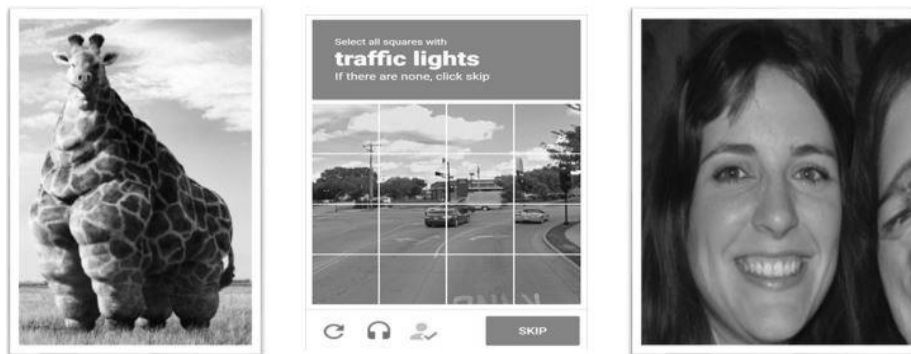 Select all squares with
traffic lights
If there are none, click skip
SKIP